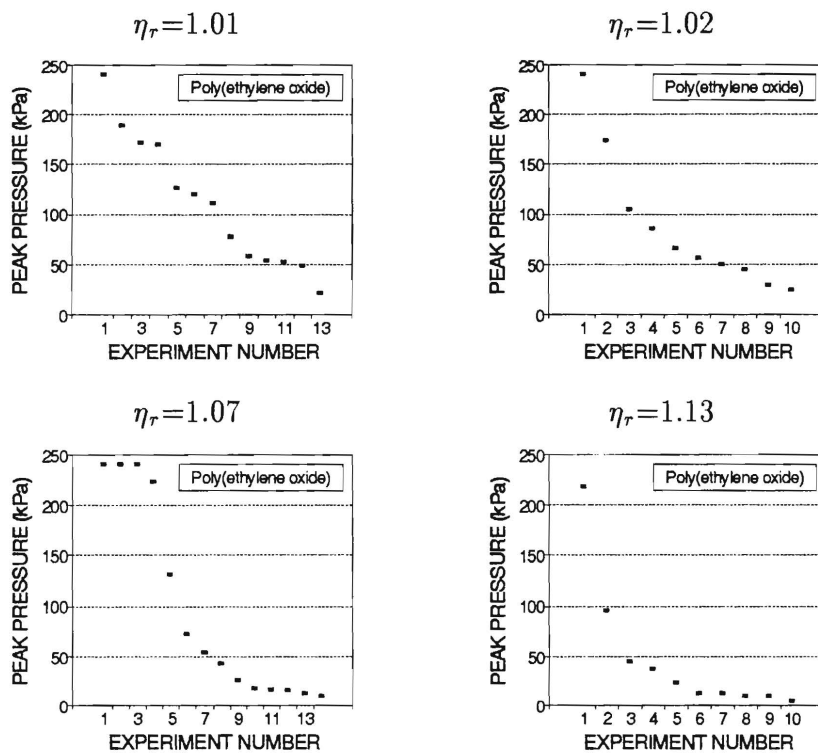 η_r=1.01
250
200
150
100
50
0
PEAK PRESSURE (kPa)
Poly(ethylene oxide)
1 3 5 7 9 11 13
EXPERIMENT NUMBER
η_r=1.02
250
200
150
100
50
0
PEAK PRESSURE (kPa)
Poly(ethylene oxide)
1 2 3 4 5 6 7 8 9 10
EXPERIMENT NUMBER
η_r=1.07
250
200
150
100
50
0
PEAK PRESSURE (kPa)
Poly(ethylene oxide)
1 3 5 7 9 11 13
EXPERIMENT NUMBER
η_r=1.13
250
200
150
100
50
0
PEAK PRESSURE (kPa)
Poly(ethylene oxide)
1 2 3 4 5 6 7 8 9 10
EXPERIMENT NUMBER